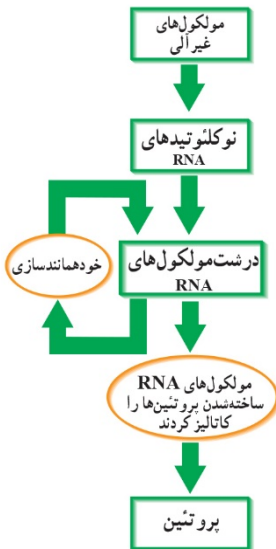 مولکول‌های
غیرآلی
نوکلئوتیدهای
RNA
خودهمانندسازی
درشت‌مولکول‌های
RNA
مولکول‌های RNA
ساخته‌شدن پروتئین‌ها را
کاتالیز کردند
پروتئین